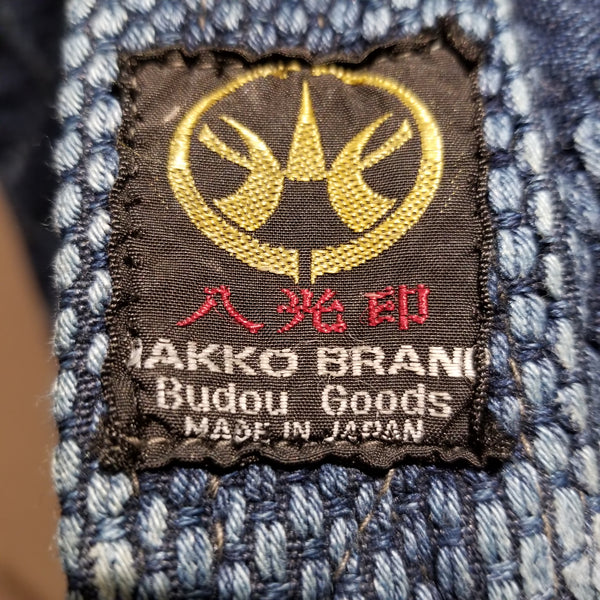 八光印
HAKKO BRAND
Budou Goods
MADE IN JAPAN